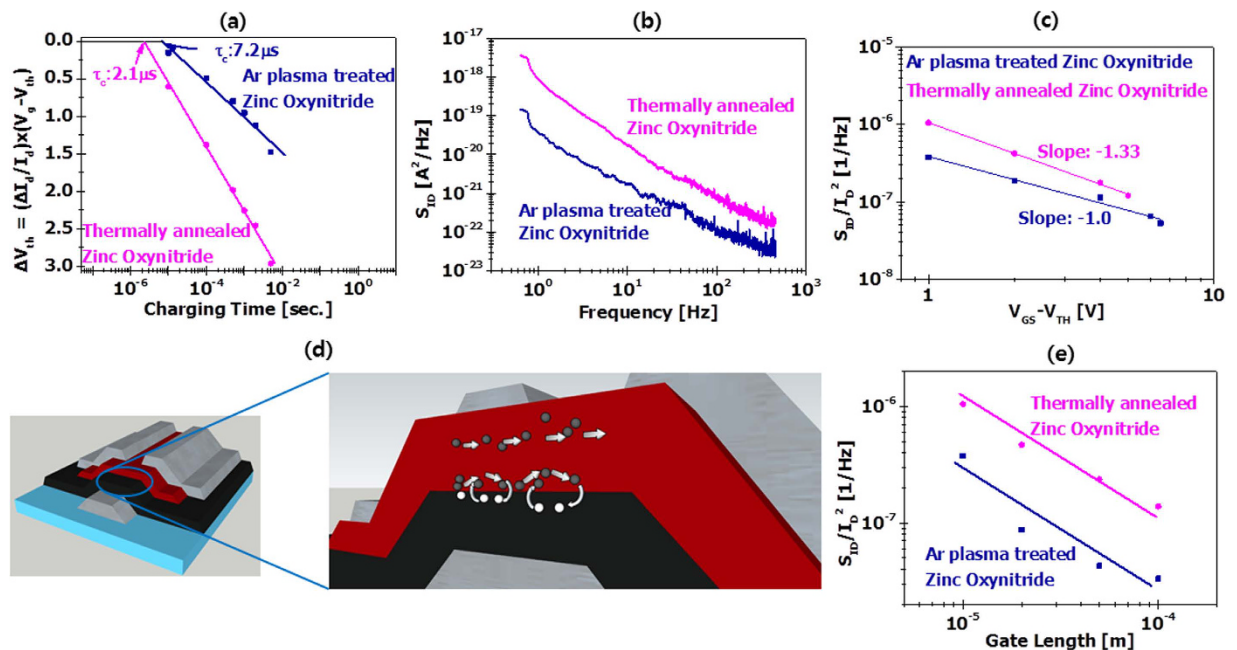 (a)
ΔV_th = (ΔI_d/I_d)x(V_g-V_th)
0.0
0.5
1.0
1.5
2.0
2.5
3.0
τ_c:7.2μs
τ_c:2.1μs
Ar plasma treated
Zinc Oxynitride
Thermally annealed
Zinc Oxynitride
10^-6
10^-4
10^-2
10^0
Charging Time [sec.]
(b)
S_ID [A^2/Hz]
10^-17
10^-18
10^-19
10^-20
10^-21
10^-22
10^-23
Thermally annealed
Zinc Oxynitride
Ar plasma treated
Zinc Oxynitride
10^0
10^1
10^2
10^3
Frequency [Hz]
(c)
S_ID/I_D^2 [1/Hz]
10^-5
10^-6
10^-7
10^-8
Ar plasma treated Zinc Oxynitride
Thermally annealed Zinc Oxynitride
Slope: -1.33
Slope: -1.0
1
10
V_GS-V_TH [V]
(d)
(e)
S_ID/I_D^2 [1/Hz]
10^-6
10^-7
Thermally annealed
Zinc Oxynitride
Ar plasma treated
Zinc Oxynitride
10^-5
10^-4
Gate Length [m]